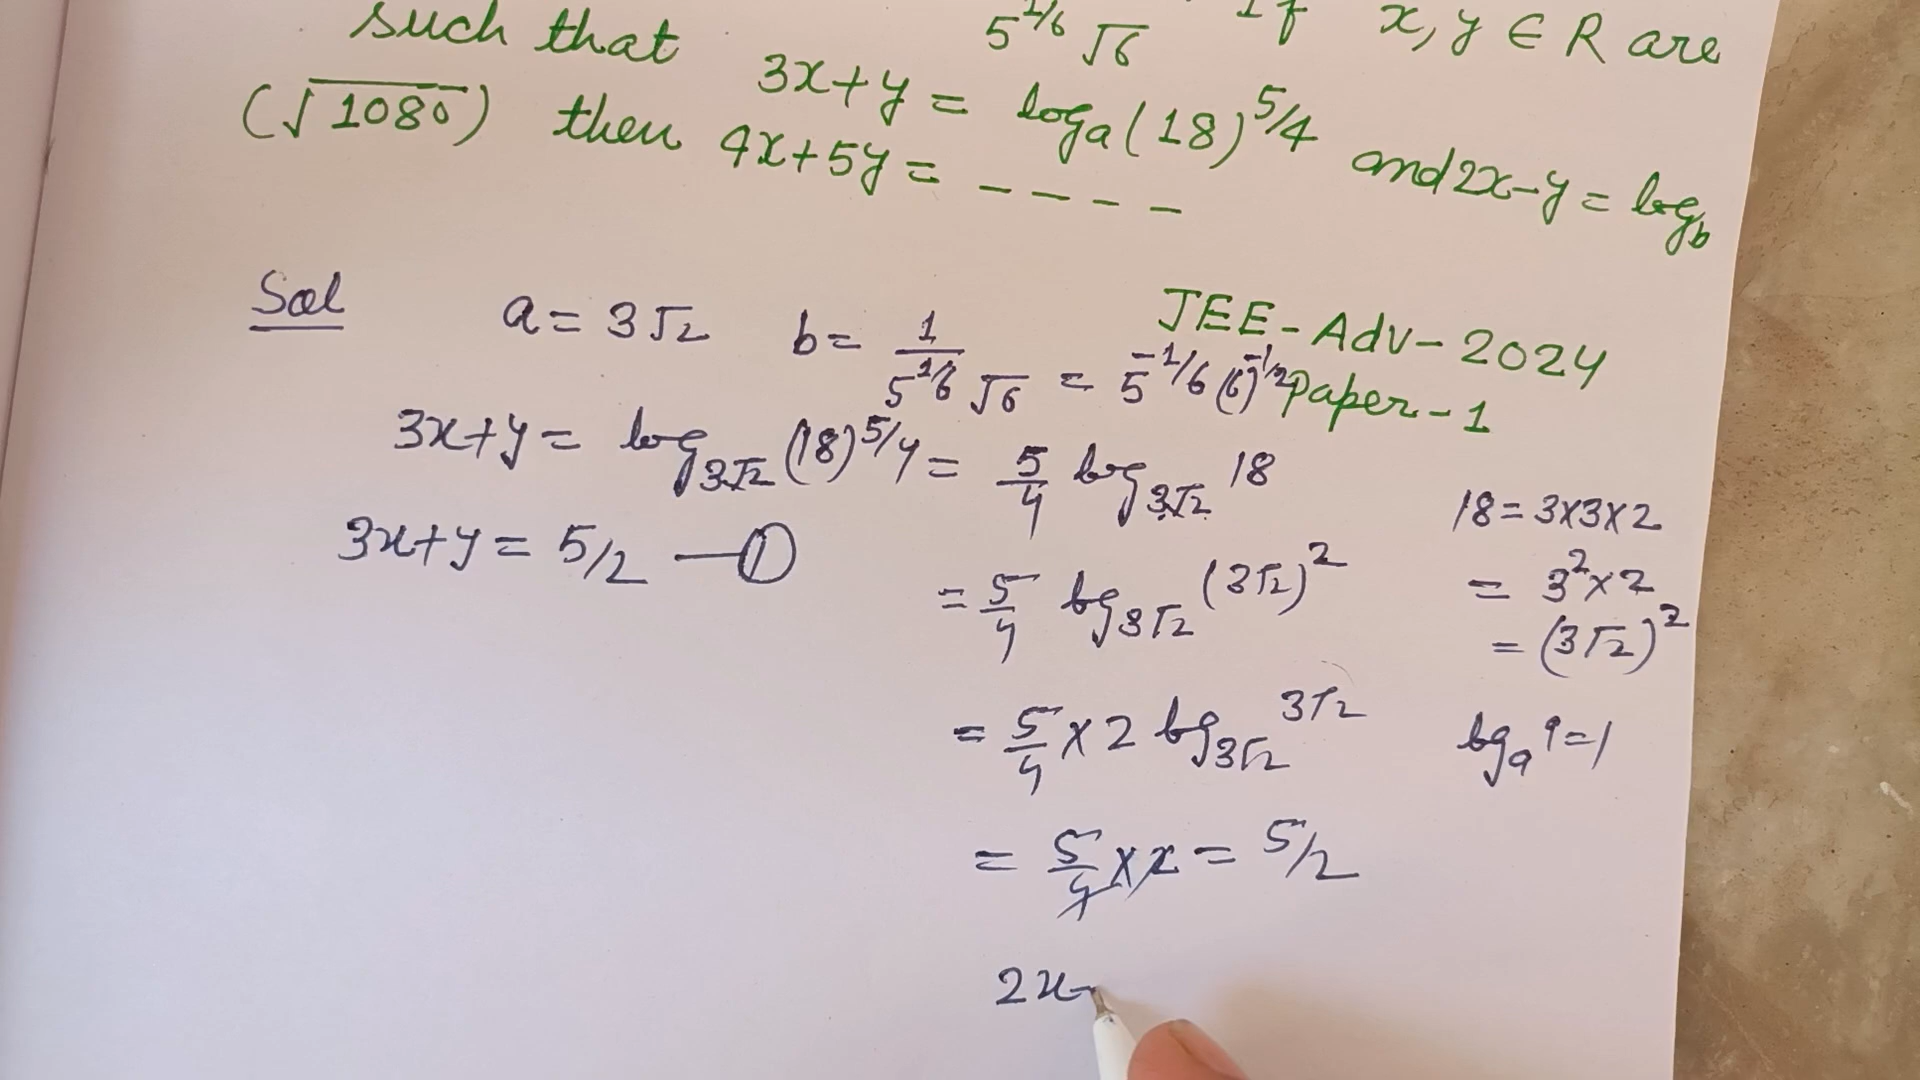 such that 5^1/6 √6 If x, y ∈ R are
3x+y = log_a (18)^5/4 and 2x-y = log_b
(√1080) then 4x+5y = - - - -
Sol a = 3√2 b = 1/(5^1/6 √6) = 5^-1/6 (6)^-1/2
JEE-Adv-2024
Paper-1
3x+y = log_3√2 (18)^5/4 = 5/4 log_3√2 18
3x+y = 5/2 —①
= 5/4 log_3√2 (3√2)^2
= 5/4 × 2 log_3√2 3√2
= 5/4 × 2 = 5/2
18 = 3×3×2
= 3^2×2
= (3√2)^2
log_a a = 1
2x-